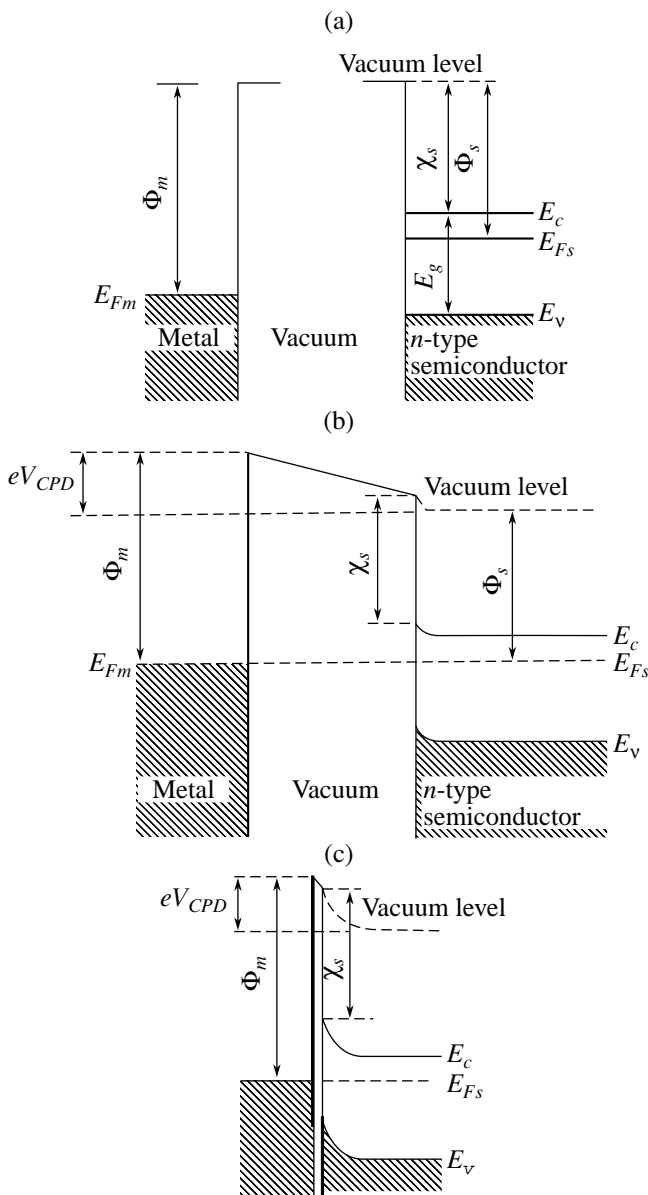 (a)
Vacuum level
Φm
χs
Φs
Ec
EFs
EFm
Eg
Eν
Metal
Vacuum
n-type
semiconductor
(b)
eVCPD
Vacuum level
Φm
χs
Φs
Ec
EFm
EFs
Eν
Metal
Vacuum
n-type
semiconductor
(c)
eVCPD
Vacuum level
Φm
χs
Ec
EFs
Eν